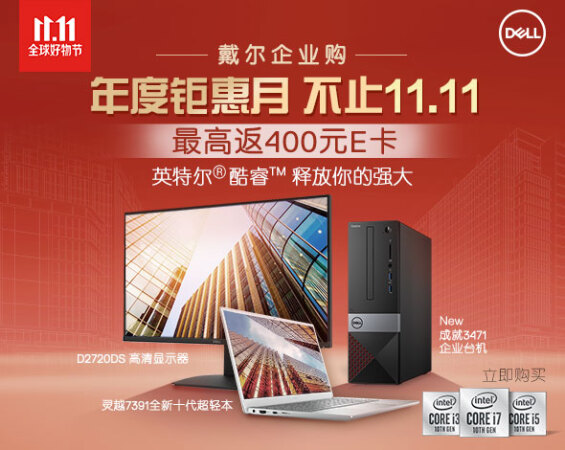 11.11
全球好物节
DELL
戴尔企业购
年度钜惠月 不止11.11
最高返400元E卡
英特尔® 酷睿™ 释放你的强大
DELL
New
成就3471
企业台机
D2720DS 高清显示器
灵越7391全新十代超轻本
立即购买
intel
CORE i3
10TH GEN
intel
CORE i7
10TH GEN
intel
CORE i5
10TH GEN